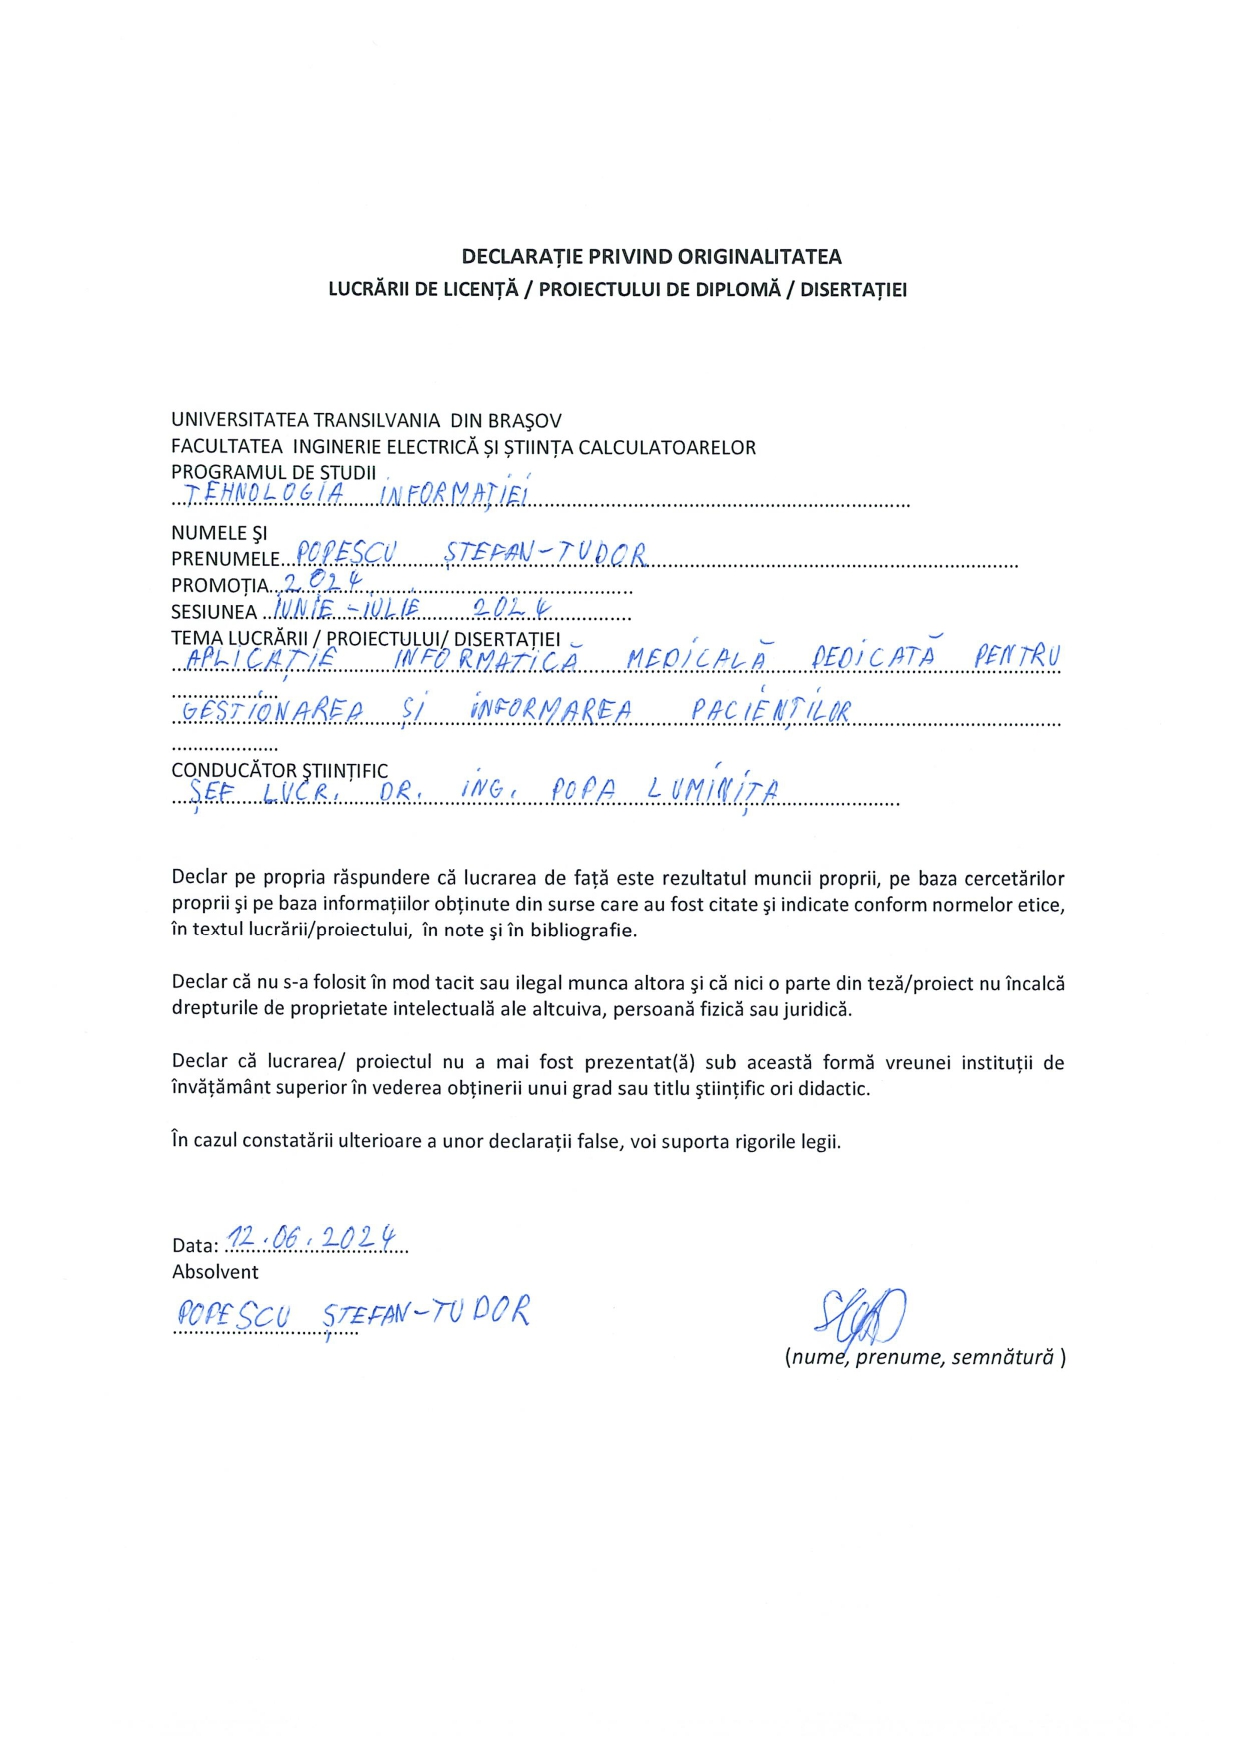 DECLARAȚIE PRIVIND ORIGINALITATEA
LUCRĂRII DE LICENȚĂ / PROIECTULUI DE DIPLOMĂ / DISERTAȚIEI
UNIVERSITATEA TRANSILVANIA DIN BRAŞOV
FACULTATEA INGINERIE ELECTRICĂ ȘI ȘTIINȚA CALCULATOARELOR
PROGRAMUL DE STUDII
TEHNOLOGIA INFORMAȚIEI
NUMELE ŞI
PRENUMELE POPESCU ȘTEFAN-TUDOR
PROMOȚIA 2024
SESIUNEA IUNIE-IULIE 2024
TEMA LUCRĂRII / PROIECTULUI/ DISERTAȚIEI
APLICAȚIE INFORMATICĂ MEDICALĂ DEDICATĂ PENTRU
GESTIONAREA ȘI INFORMAREA PACIENȚILOR
CONDUCĂTOR ŞTIINȚIFIC
ȘEF LUCR. DR. ING. POPA LUMINIȚA
Declar pe propria răspundere că lucrarea de față este rezultatul muncii proprii, pe baza cercetărilor
proprii şi pe baza informațiilor obținute din surse care au fost citate şi indicate conform normelor etice,
în textul lucrării/proiectului, în note şi în bibliografie.
Declar că nu s-a folosit în mod tacit sau ilegal munca altora şi că nici o parte din teză/proiect nu încalcă
drepturile de proprietate intelectuală ale altcuiva, persoană fizică sau juridică.
Declar că lucrarea/ proiectul nu a mai fost prezentat(ă) sub această formă vreunei instituții de
învățământ superior în vederea obținerii unui grad sau titlu ştiințific ori didactic.
În cazul constatării ulterioare a unor declarații false, voi suporta rigorile legii.
Data: 12.06.2024
Absolvent
POPESCU ȘTEFAN-TUDOR
(nume, prenume, semnătură )